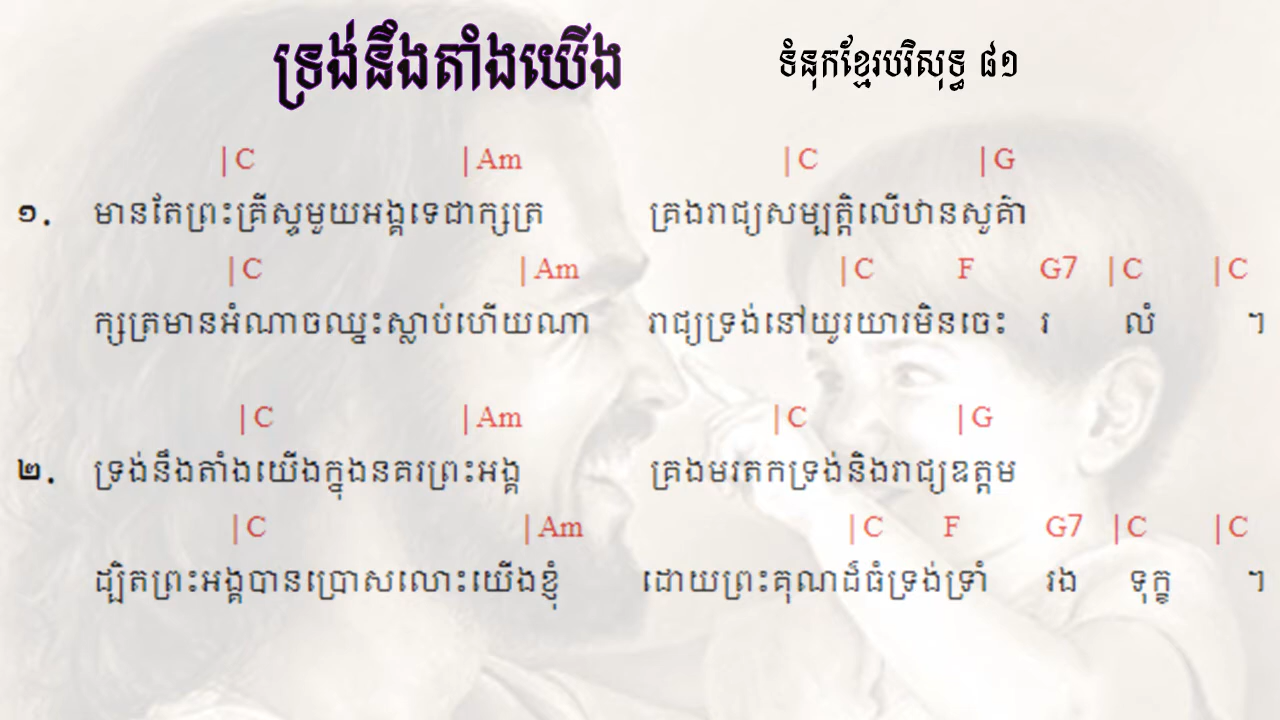 ទ្រង់នឹងតាំងយើង ទំនុកខ្មែរបរិសុទ្ធ ៨១
|C |Am |C |G
១. មានតែព្រះគ្រីស្ទមួយអង្គទេជាក្សត្រ គ្រងរាជ្យសម្បត្តិលើឋានសួគ៌ា
|C |Am |C F G7 |C |C
ក្សត្រមានអំណាចឈ្នះស្លាប់ហើយណា រាជ្យទ្រង់នៅយូរយារមិនចេះ រ លំ ។
|C |Am |C |G
២. ទ្រង់នឹងតាំងយើងក្នុងនគរព្រះអង្គ គ្រងមរតកទ្រង់និងរាជ្យឧត្តម
|C |Am |C F G7 |C |C
ដ្បិតព្រះអង្គបានប្រោសលោះយើងខ្ញុំ ដោយព្រះគុណដ៏ធំទ្រង់ទ្រាំ រង ទុក្ខ ។